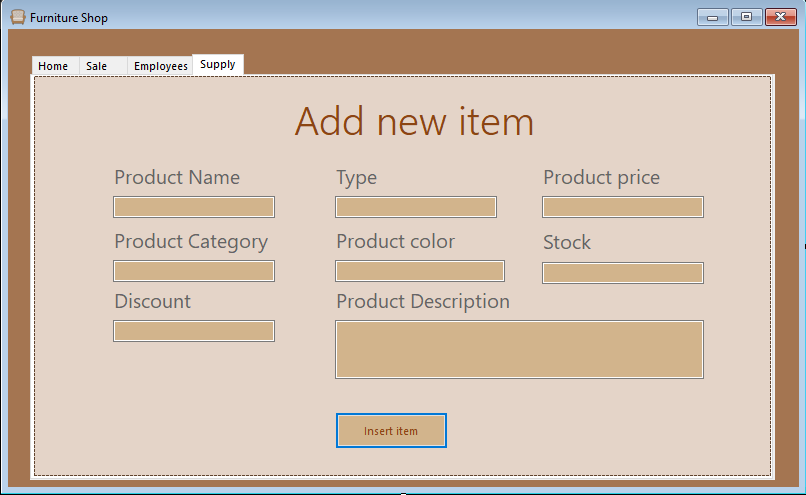 Furniture Shop
Home Sale Employees Supply
Add new item
Product Name Type Product price
Product Category Product color Stock
Discount Product Description
Insert item